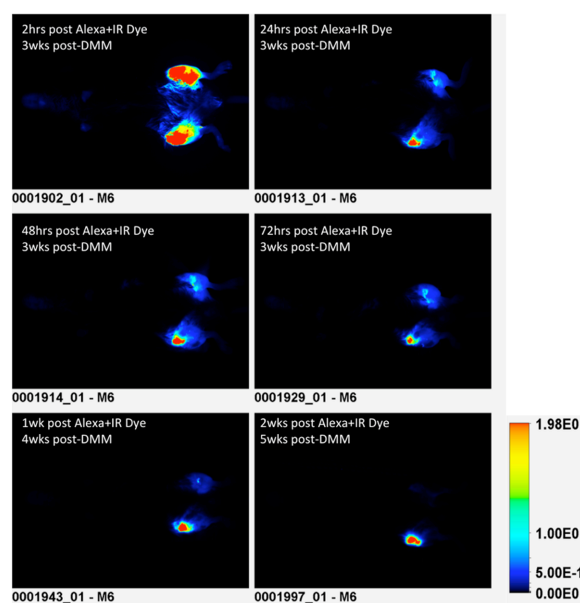 2hrs post Alexa+IR Dye
3wks post-DMM
24hrs post Alexa+IR Dye
3wks post-DMM
0001902_01 - M6
0001913_01 - M6
48hrs post Alexa+IR Dye
3wks post-DMM
72hrs post Alexa+IR Dye
3wks post-DMM
0001914_01 - M6
0001929_01 - M6
1wk post Alexa+IR Dye
4wks post-DMM
2wks post Alexa+IR Dye
5wks post-DMM
1.98E0
1.00E0
5.00E-1
0.00E0
0001943_01 - M6
0001997_01 - M6